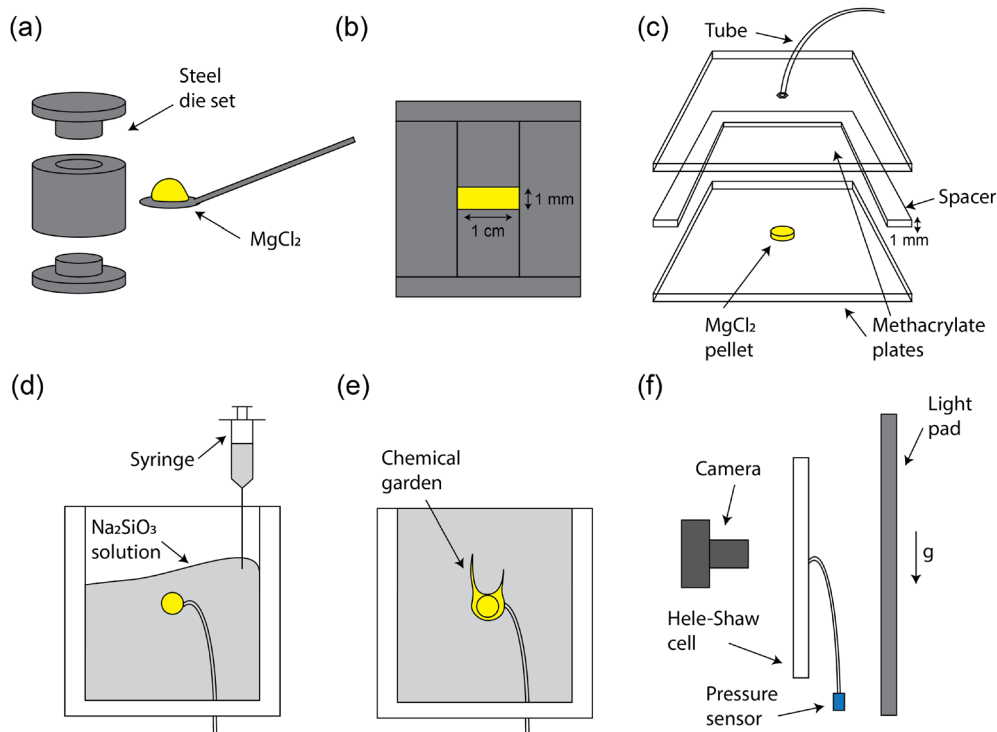 (a)
Steel
die set
MgCl₂
(b)
1 mm
1 cm
(c)
Tube
Spacer
1 mm
MgCl₂
pellet
Methacrylate
plates
(d)
Syringe
Na₂SiO₃
solution
(e)
Chemical
garden
(f)
Light
pad
Camera
g
Hele-Shaw
cell
Pressure
sensor